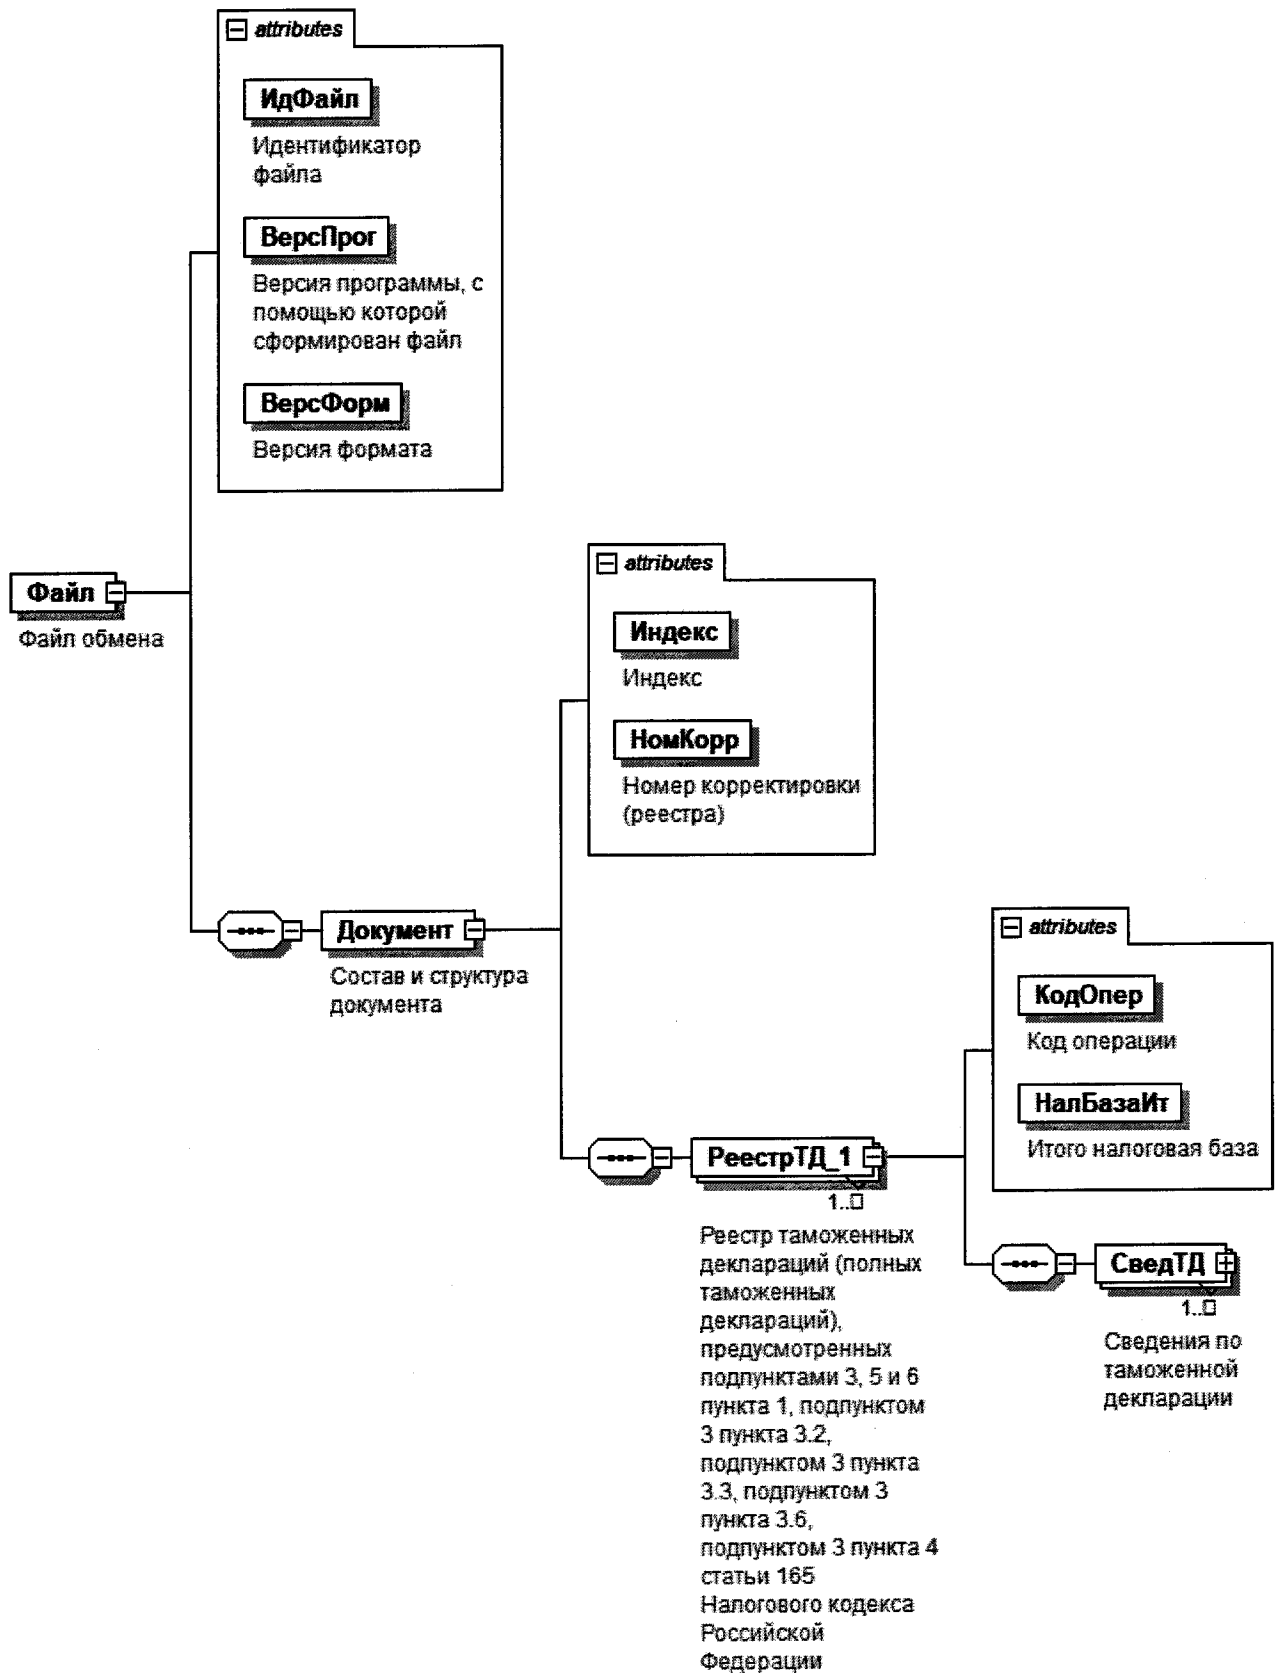 attributes
ИдФайл
Идентификатор
файла
ВерсПрог
Версия программы, с
помощью которой
сформирован файл
ВерсФорм
Версия формата
Файл
Файл обмена
attributes
Индекс
Индекс
НомКорр
Номер корректировки
(реестра)
Документ
Состав и структура
документа
attributes
КодОпер
Код операции
НалБазаИт
Итого налоговая база
РеестрТД_1
1..□
Реестр таможенных
деклараций (полных
таможенных
деклараций),
предусмотренных
подпунктами 3, 5 и 6
пункта 1, подпунктом
3 пункта 3.2,
подпунктом 3 пункта
3.3, подпунктом 3
пункта 3.6,
подпунктом 3 пункта 4
статьи 165
Налогового кодекса
Российской
Федерации
СведТД
1..□
Сведения по
таможенной
декларации